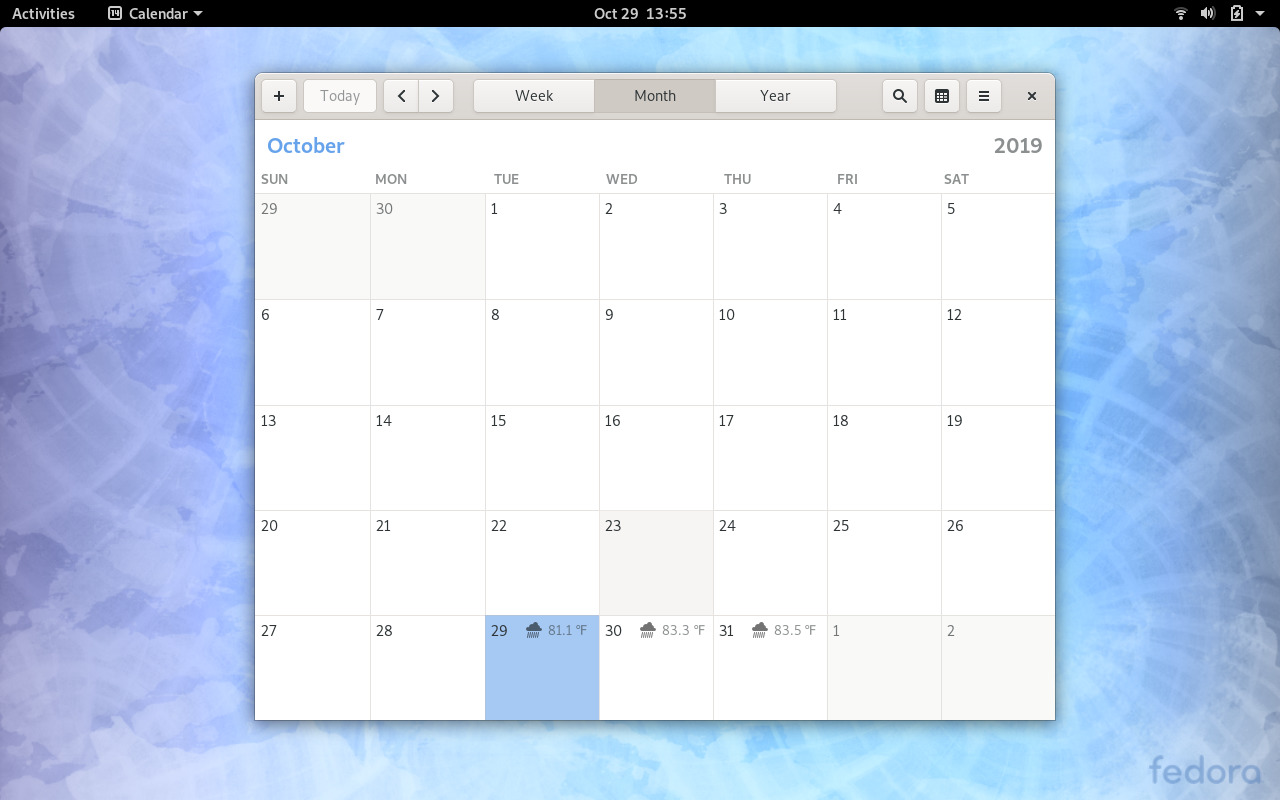 Activities Calendar Oct 29 13:55
+ Today Week Month Year
October 2019
SUN MON TUE WED THU FRI SAT
29 30 1 2 3 4 5
6 7 8 9 10 11 12
13 14 15 16 17 18 19
20 21 22 23 24 25 26
27 28 29 81.1 °F 30 83.3 °F 31 83.5 °F 1 2
fedora